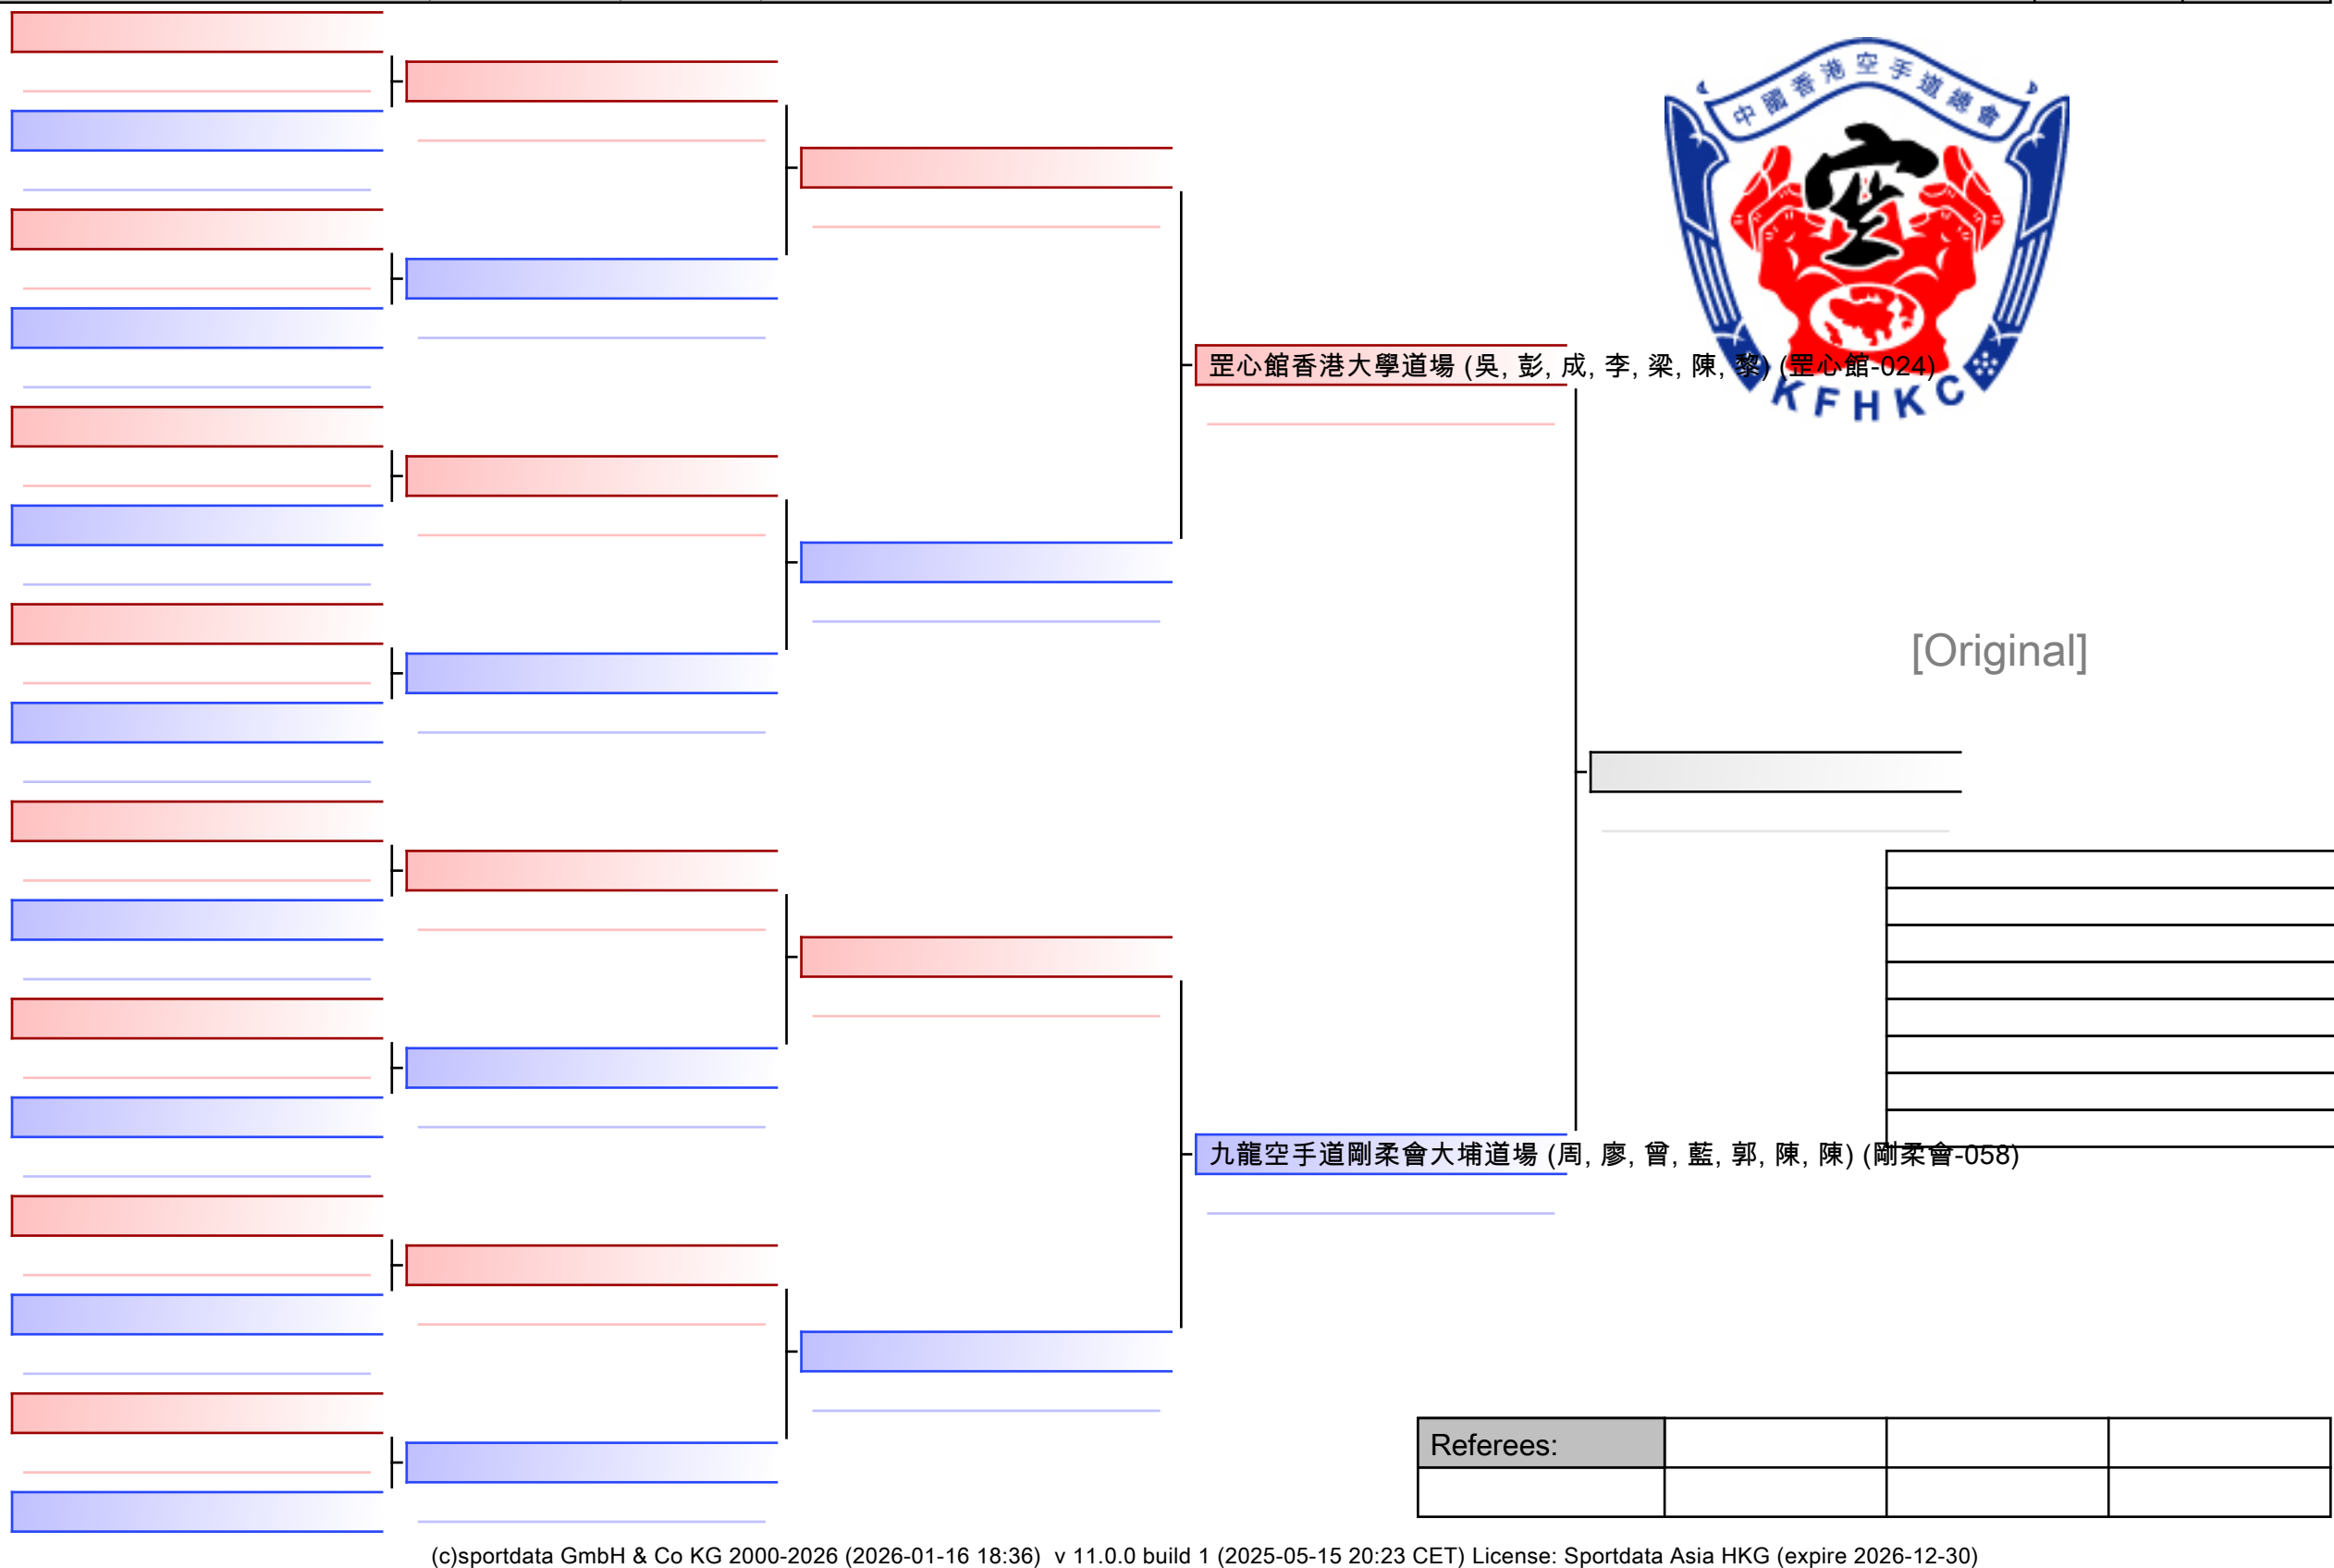 中國香港空手道總會
空
罡心館香港大學道場 (吳, 彭, 成, 李, 梁, 陳, 黎) (罡心館-024)
KFHKC
[Original]
九龍空手道剛柔會大埔道場 (周, 廖, 曾, 藍, 郭, 陳, 陳) (剛柔會-058)
Referees:
(c)sportdata GmbH & Co KG 2000-2026 (2026-01-16 18:36) v 11.0.0 build 1 (2025-05-15 20:23 CET) License: Sportdata Asia HKG (expire 2026-12-30)